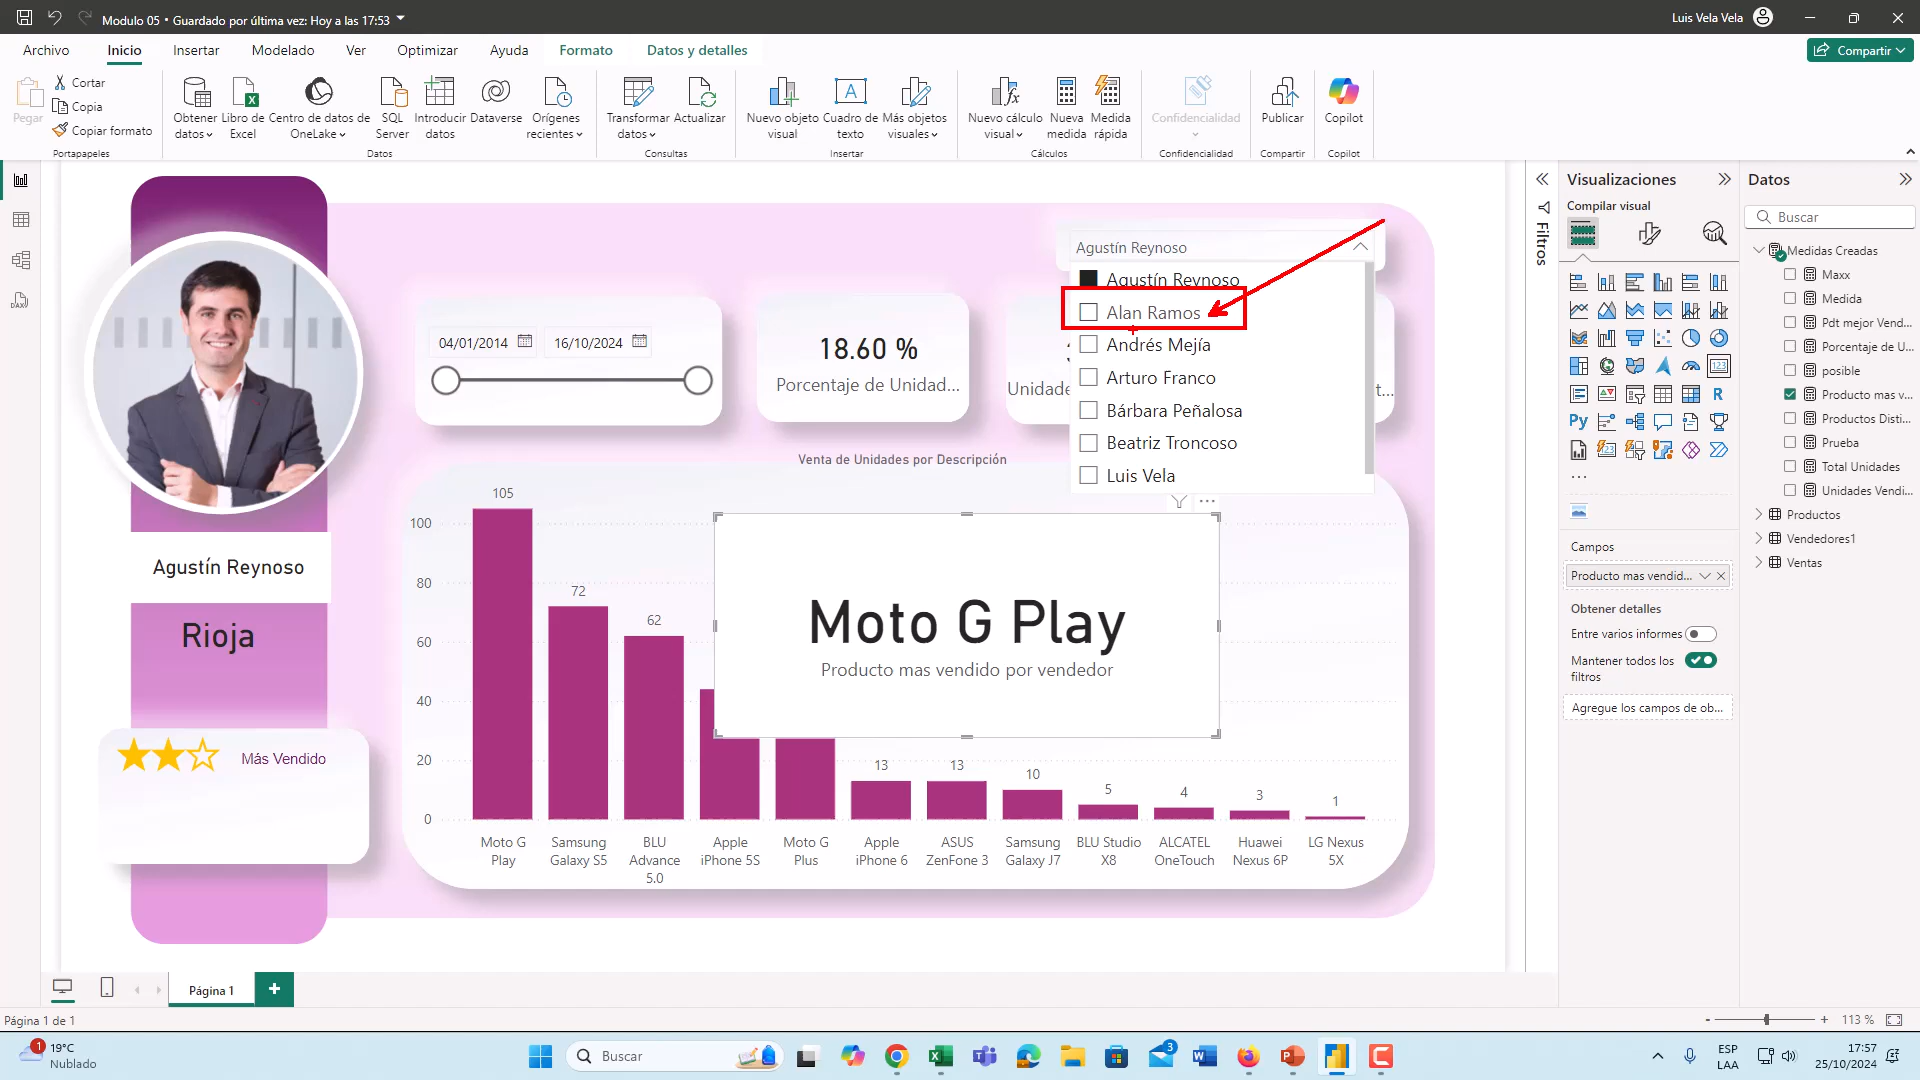 Modulo 05 • Guardado por última vez: Hoy a las 17:53
Luis Vela Vela
Archivo
Inicio
Insertar
Modelado
Ver
Optimizar
Ayuda
Formato
Datos y detalles
Compartir
Pegar
Cortar
Copia
Copiar formato
Portapapeles
Obtener datos
Libro de Excel
Centro de datos de OneLake
SQL Server
Introducir datos
Dataverse
Orígenes recientes
Datos
Transformar datos
Actualizar
Consultas
Nuevo objeto visual
Cuadro de texto
Más objetos visuales
Insertar
Nuevo cálculo visual
Nueva medida
Medida rápida
Cálculos
Confidencialidad
Confidencialidad
Publicar
Compartir
Copilot
Copilot
Agustín Reynoso
Rioja
Más Vendido
04/01/2014
16/10/2024
18.60 %
Porcentaje de Unidad...
Unidade
t...
Agustín Reynoso
Agustín Reynoso
Alan Ramos
Andrés Mejía
Arturo Franco
Bárbara Peñalosa
Beatriz Troncoso
Luis Vela
Venta de Unidades por Descripción
100
80
60
40
20
0
105
72
62
13
13
10
5
4
3
1
Moto G Play
Samsung Galaxy S5
BLU Advance 5.0
Apple iPhone 5S
Moto G Plus
Apple iPhone 6
ASUS ZenFone 3
Samsung Galaxy J7
BLU Studio X8
ALCATEL OneTouch
Huawei Nexus 6P
LG Nexus 5X
Moto G Play
Producto mas vendido por vendedor
Filtros
Visualizaciones
Compilar visual
123
R
Py
Campos
Producto mas vendid...
Obtener detalles
Entre varios informes
Mantener todos los filtros
Agregue los campos de ob...
Datos
Buscar
Medidas Creadas
Maxx
Medida
Pdt mejor Vend...
Porcentaje de U...
posible
Producto mas v...
Productos Disti...
Prueba
Total Unidades
Unidades Vendi...
Productos
Vendedores1
Ventas
Página 1
Página 1 de 1
113 %
1
19°C
Nublado
Buscar
3
ESP
LAA
17:57
25/10/2024